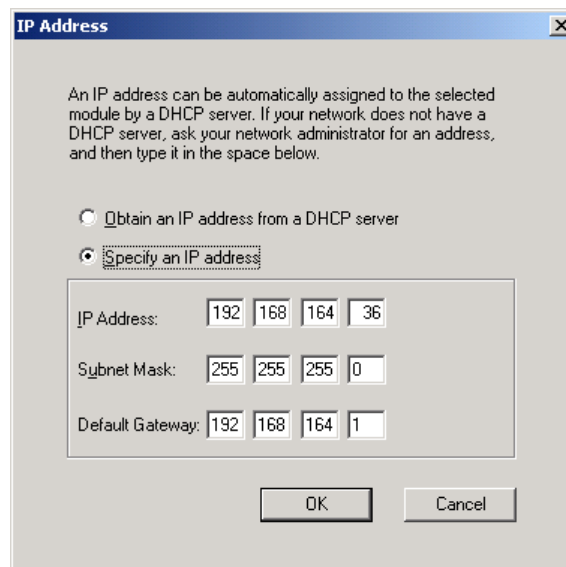 IP Address
An IP address can be automatically assigned to the selected
module by a DHCP server. If your network does not have a
DHCP server, ask your network administrator for an address,
and then type it in the space below.
Obtain an IP address from a DHCP server
Specify an IP address
IP Address: 192 168 164 36
Subnet Mask: 255 255 255 0
Default Gateway: 192 168 164 1
OK Cancel